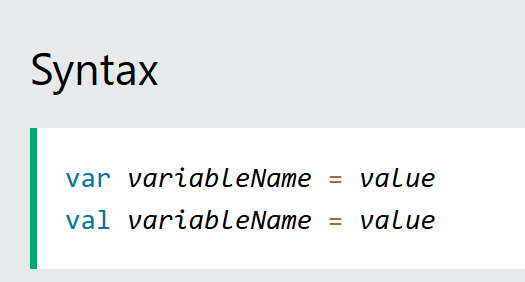 Syntax
var variableName = value
val variableName = value